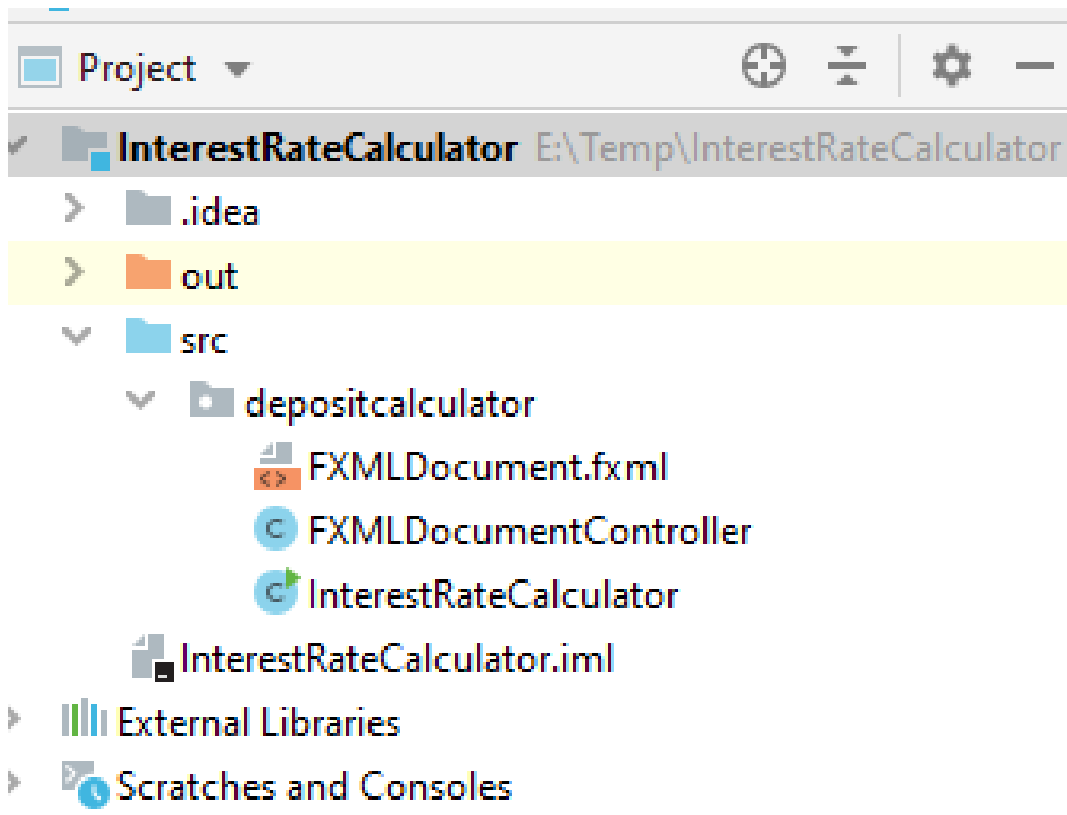 Project
InterestRateCalculator E:\Temp\InterestRateCalculator
.idea
out
src
depositcalculator
FXMLDocument.fxml
FXMLDocumentController
InterestRateCalculator
InterestRateCalculator.iml
External Libraries
Scratches and Consoles